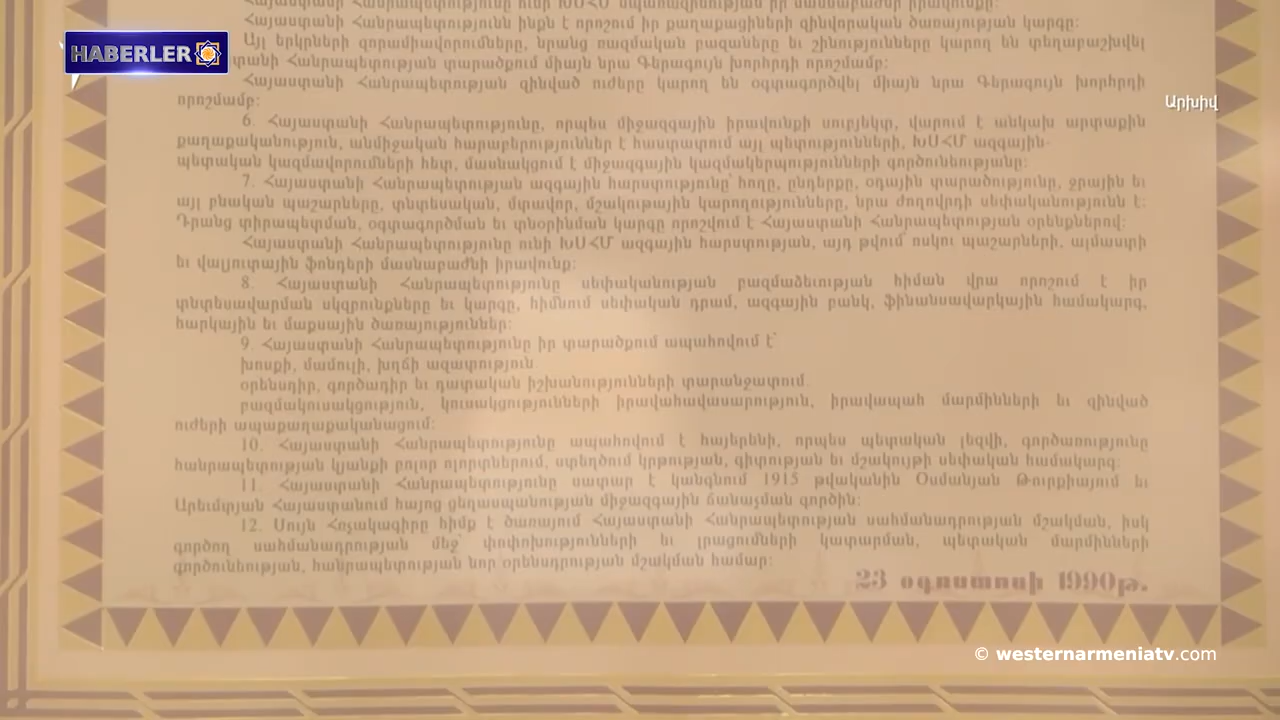 Հայաստանի Հանրապետությունն ինքն է որոշում իր քաղաքացիների զինվորական ծառայության կարգը:
HABERLER
Այլ երկրների զորամիավորումները, նրանց ռազմական բազաները եւ շինությունները կարող են տեղաբաշխվել
տանի Հանրապետության տարածքում միայն նրա Գերագույն խորհրդի որոշմամբ:
Հայաստանի Հանրապետության զինված ուժերը կարող են օգտագործվել միայն նրա Գերագույն խորհրդի
որոշմամբ:
Արխիվ
6. Հայաստանի Հանրապետությունը, որպես միջազգային իրավունքի սուբյեկտ, վարում է անկախ արտաքին
քաղաքականություն, անմիջական հարաբերություններ է հաստատում այլ պետությունների, ԽՍՀՄ ազգային-
պետական կազմավորումների հետ, մասնակցում է միջազգային կազմակերպությունների գործունեությանը:
7. Հայաստանի Հանրապետության ազգային հարստությունը՝ հողը, ընդերքը, օդային տարածությունը, ջրային եւ
այլ բնական պաշարները, տնտեսական, մտավոր, մշակութային կարողությունները, նրա ժողովրդի սեփականությունն է:
Դրանց տիրապետման, օգտագործման եւ տնօրինման կարգը որոշվում է Հայաստանի Հանրապետության օրենքներով:
Հայաստանի Հանրապետությունը ունի ԽՍՀՄ ազգային հարստության, այդ թվում՝ ոսկու պաշարների, ալմաստի
եւ վալյուտային ֆոնդերի մասնաբաժնի իրավունք:
8. Հայաստանի Հանրապետությունը սեփականության բազմաձեւության հիման վրա որոշում է իր
տնտեսավարման սկզբունքները եւ կարգը, հիմնում սեփական դրամ, ազգային բանկ, ֆինանսավարկային համակարգ,
հարկային եւ մաքսային ծառայություններ:
9. Հայաստանի Հանրապետությունը իր տարածքում ապահովում է՝
խոսքի, մամուլի, խղճի ազատություն.
օրենսդիր, գործադիր եւ դատական իշխանությունների տարանջատում.
բազմակուսակցություն, կուսակցությունների իրավահավասարություն, իրավապահ մարմինների եւ զինված
ուժերի ապաքաղաքականացում:
10. Հայաստանի Հանրապետությունը ապահովում է հայերենի, որպես պետական լեզվի, գործառությունը
հանրապետության կյանքի բոլոր ոլորտներում, ստեղծում կրթության, գիտության եւ մշակույթի սեփական համակարգ:
11. Հայաստանի Հանրապետությունը սատար է կանգնում 1915 թվականին Օսմանյան Թուրքիայում եւ
Արեւմտյան Հայաստանում հայոց ցեղասպանության միջազգային ճանաչման գործին:
12. Սույն Հռչակագիրը հիմք է ծառայում Հայաստանի Հանրապետության սահմանադրության մշակման, իսկ
գործող սահմանադրության մեջ՝ փոփոխությունների եւ լրացումների կատարման, պետական մարմինների
գործունեության, հանրապետության նոր օրենսդրության մշակման համար:
23 օգոստոսի 1990թ.
© westernarmeniatv.com